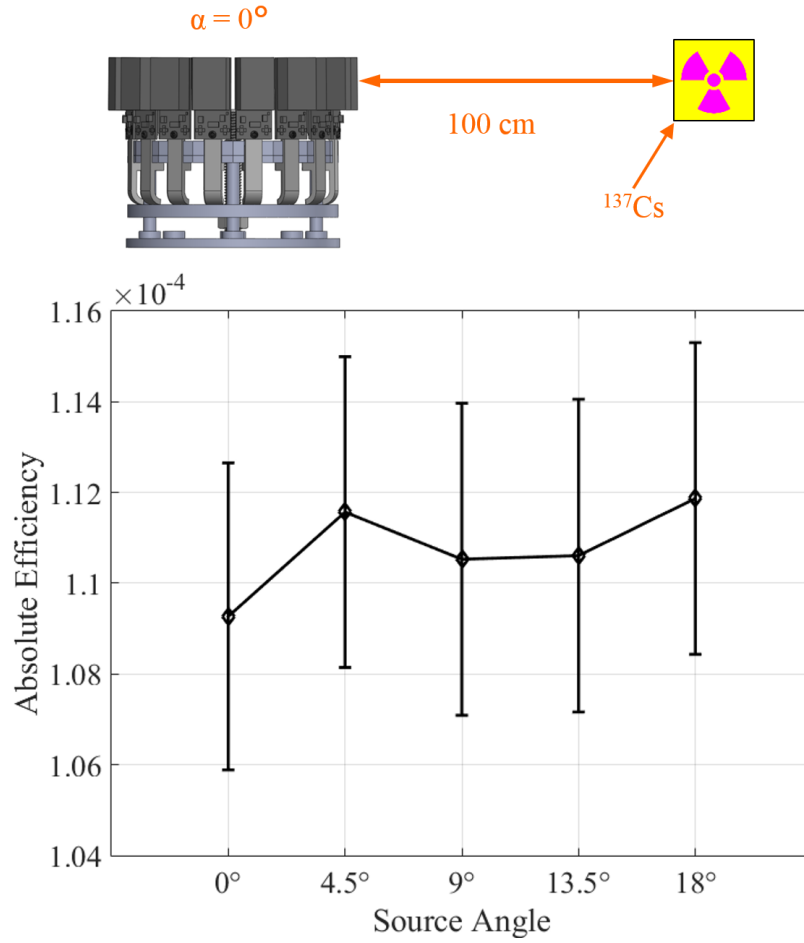 α = 0°
100 cm
¹³⁷Cs
×10⁻⁴
1.16
1.14
1.12
1.1
1.08
1.06
1.04
Absolute Efficiency
0° 4.5° 9° 13.5° 18°
Source Angle